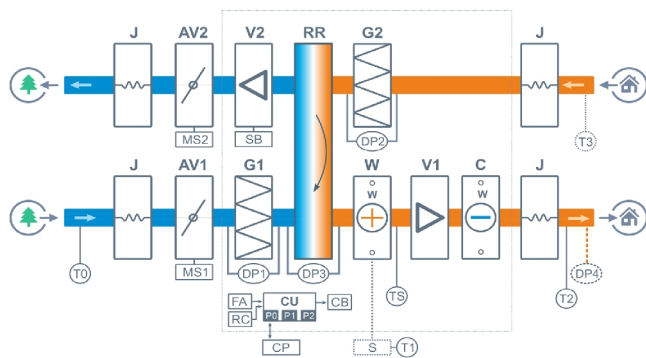 J AV2 V2 RR G2 J
MS2 SB DP2 T3
J AV1 G1 W V1 C J
W W
T0 MS1 DP1 DP3 TS T2 DP4
FA CU CB
RC P0 P1 P2
CP S T1